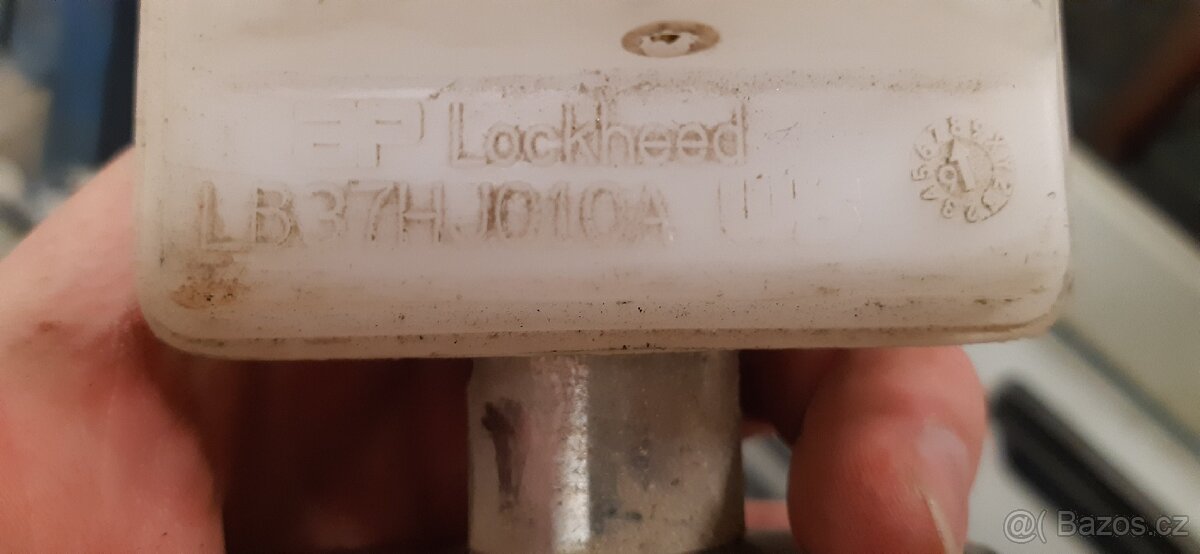 AP Lockheed
LB37HJ010A
@( Bazos.cz